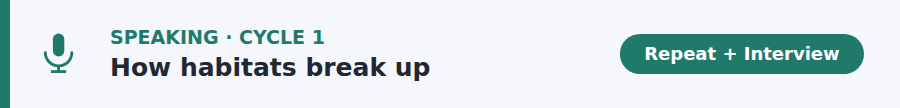 SPEAKING · CYCLE 1
How habitats break up
Repeat + Interview